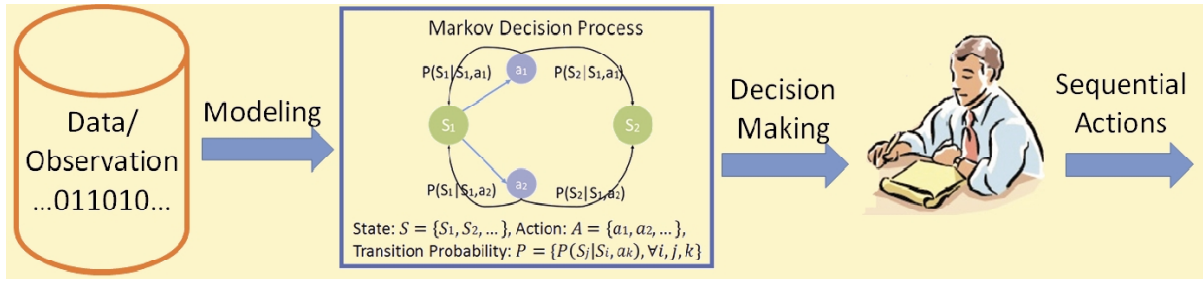 Data/
Observation
...011010...
Modeling
Markov Decision Process
P(S₁|S₁,a₁)
a₁
P(S₂|S₁,a₁)
S₁
S₂
P(S₁|S₁,a₂)
a₂
P(S₂|S₁,a₂)
State: S = {S₁, S₂, ...}, Action: A = {a₁, a₂, ...},
Transition Probability: P = {P(Sⱼ|Sᵢ, aₖ), ∀i, j, k}
Decision
Making
Sequential
Actions